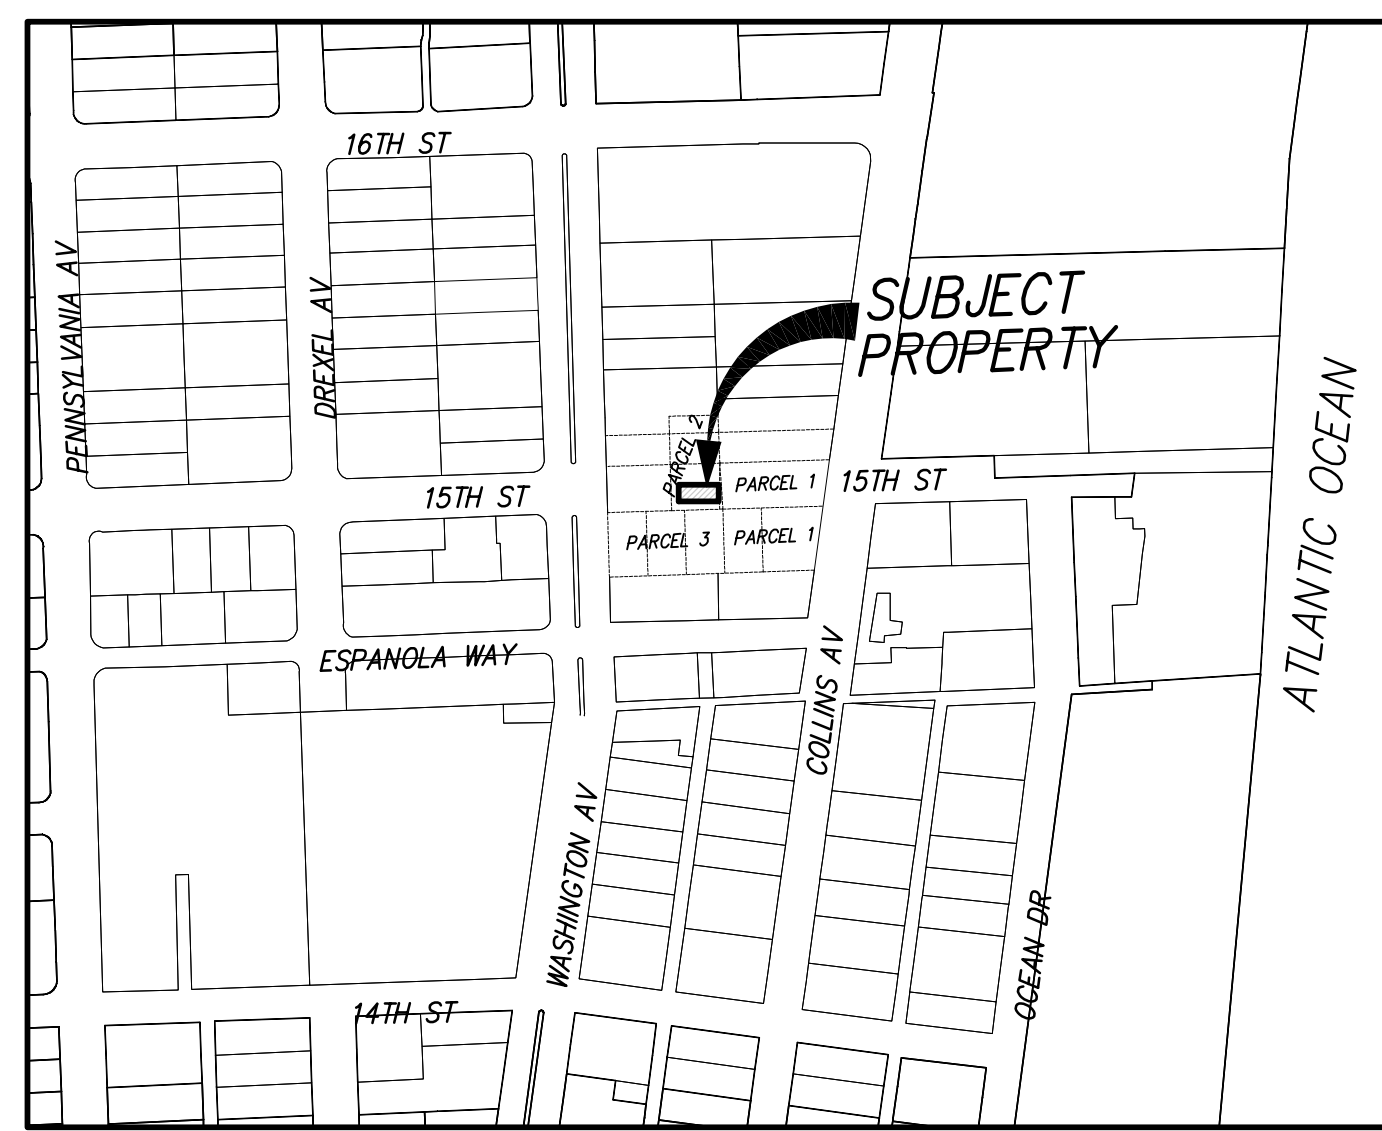 16TH ST
PENNSYLVANIA AV
DREXEL AV
SUBJECT
PROPERTY
ATLANTIC OCEAN
PARCEL 2
PARCEL 1
15TH ST
15TH ST
PARCEL 3
PARCEL 1
ESPANOLA WAY
COLLINS AV
WASHINGTON AV
OCEAN DR
14TH ST